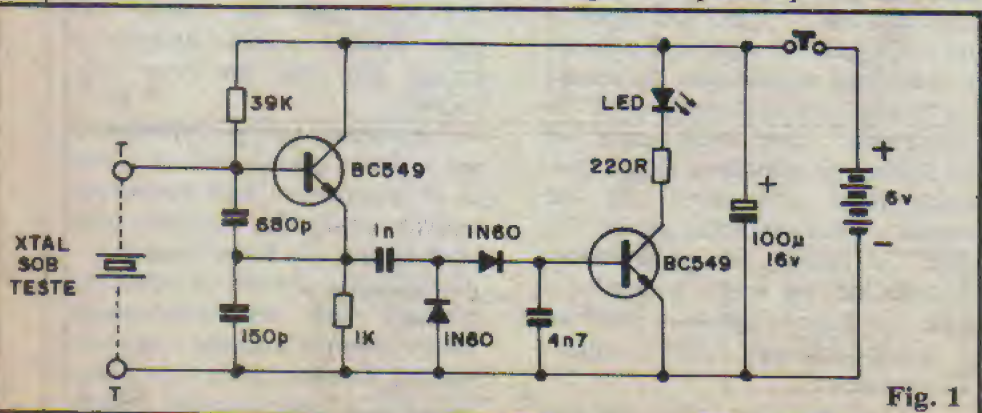 39K
LED
T
BC549
220R
+
+
6v
680p
1n
1N60
BC549
100µ
16v
-
XTAL
SOB
TESTE
150p
1K
1N60
4n7
T
Fig. 1